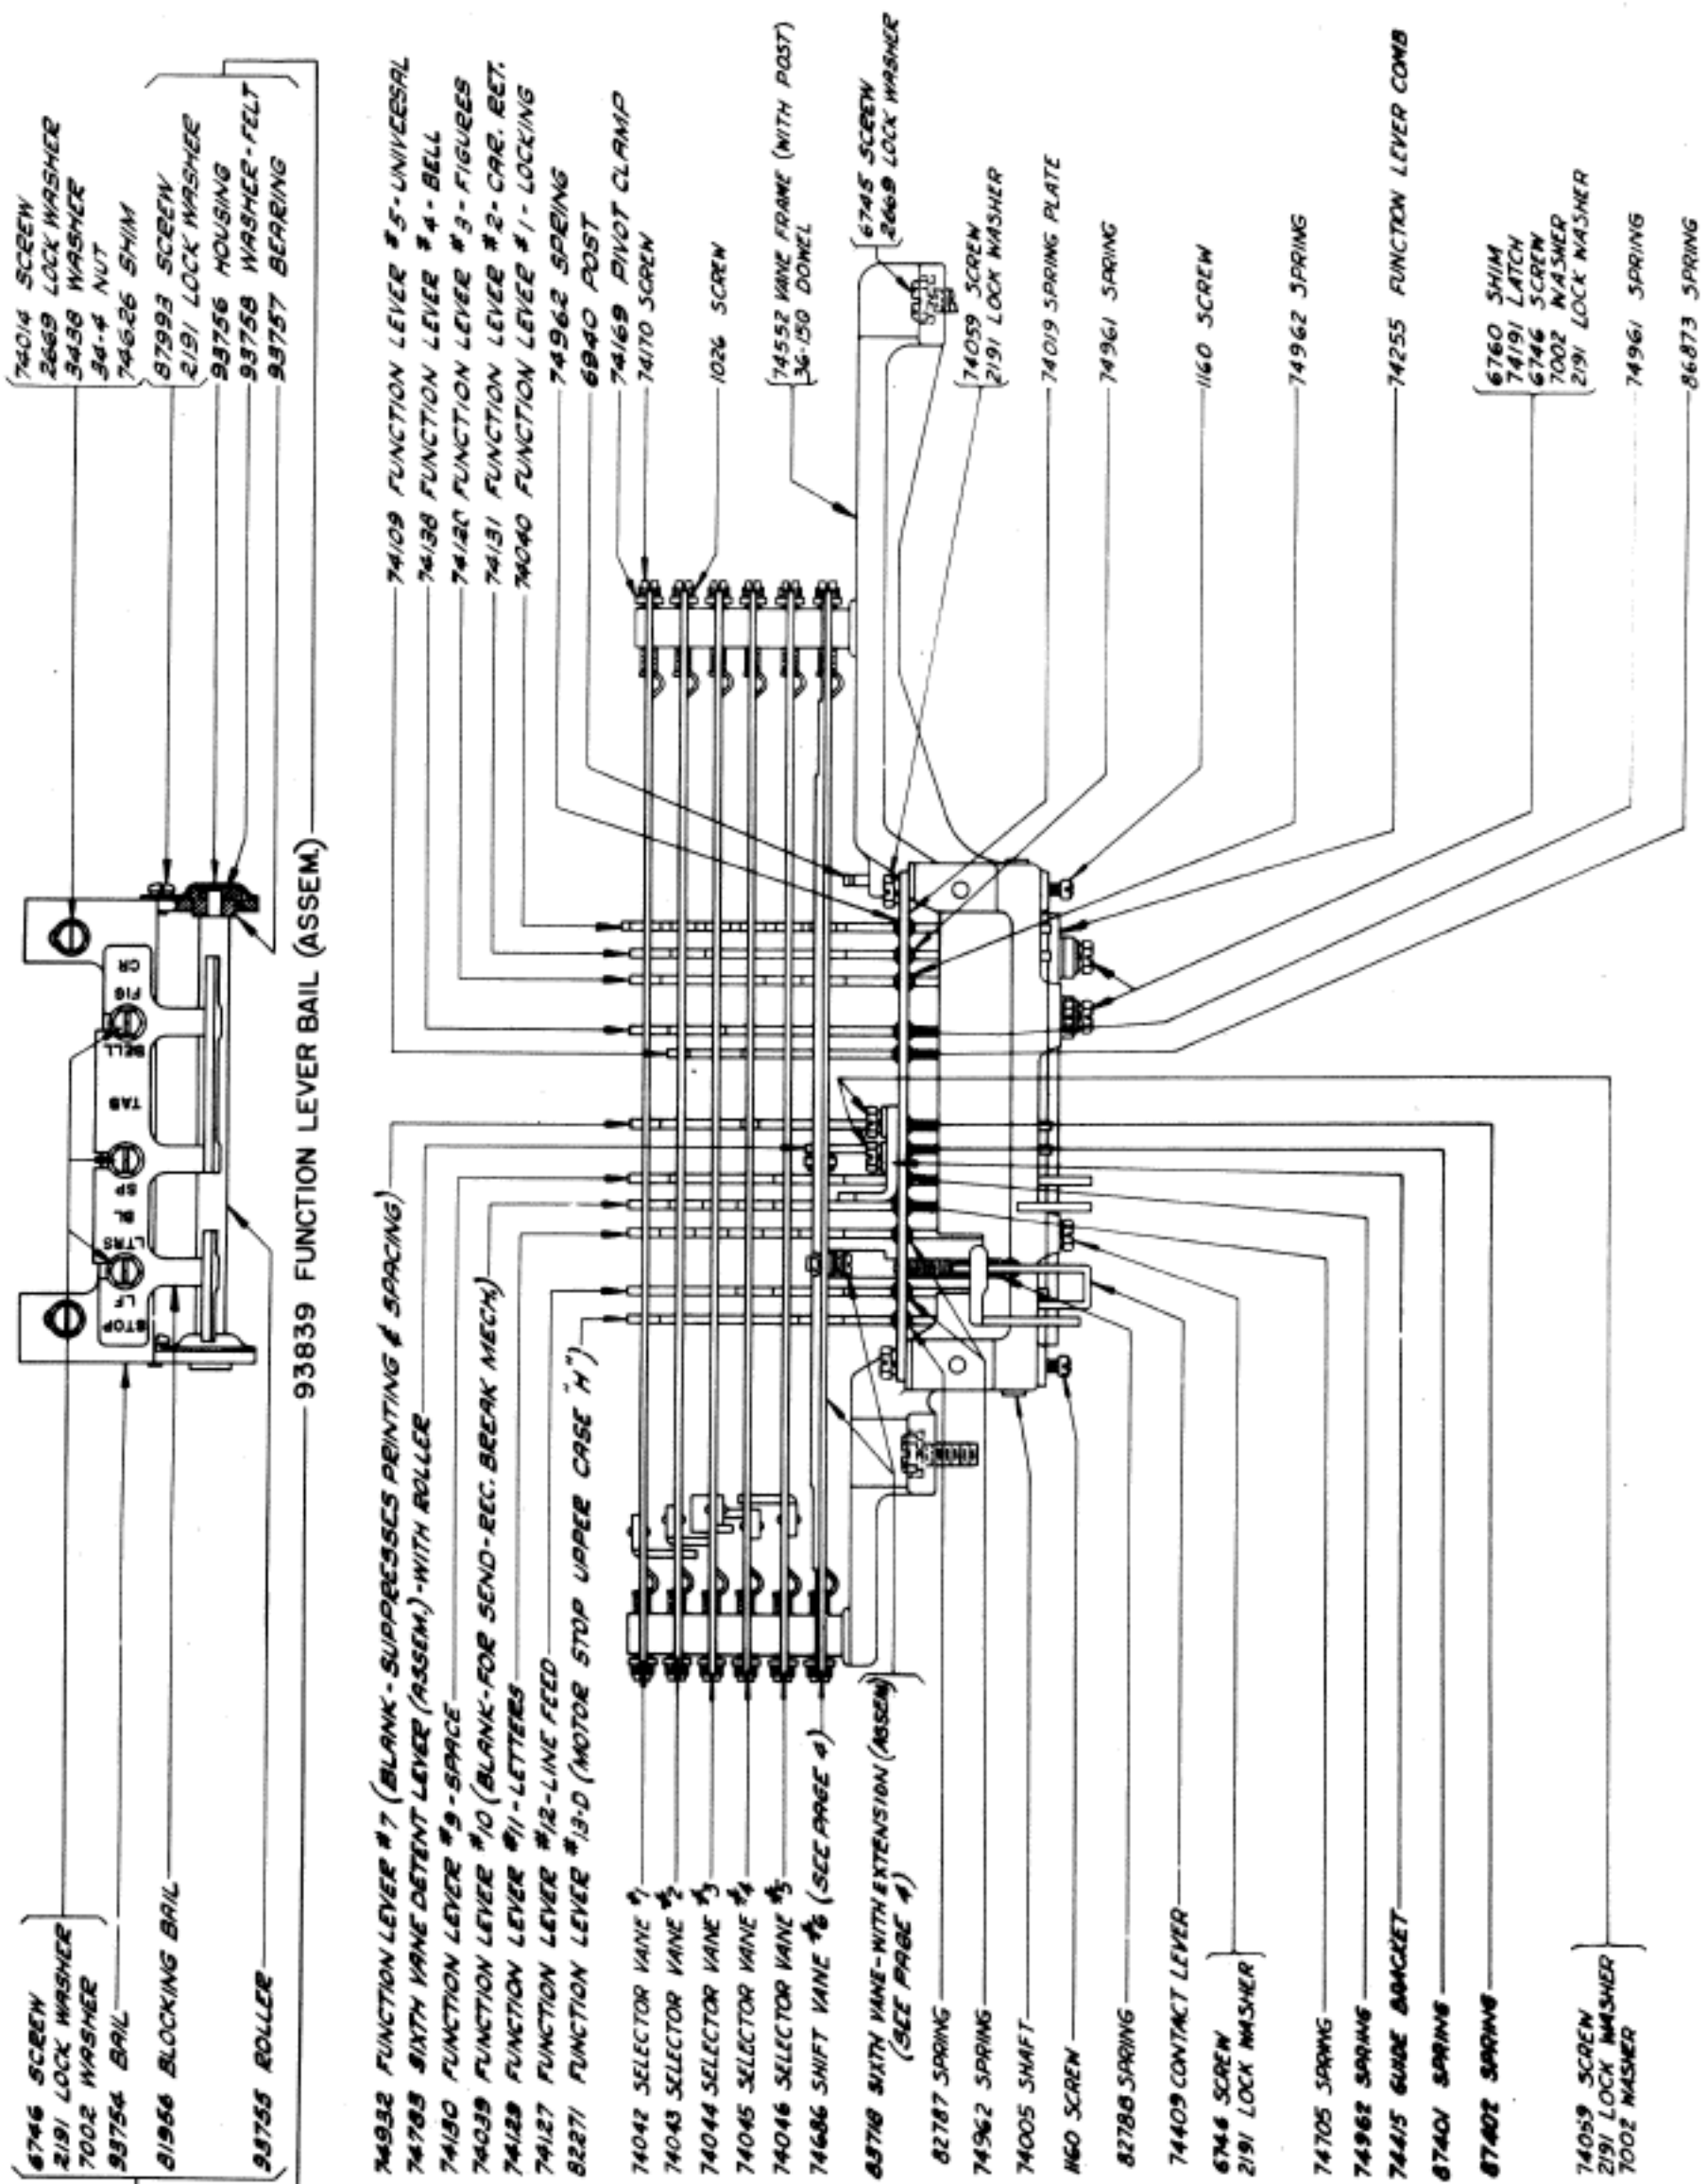 6746 SCREW
2191 LOCK WASHER
7002 WASHER
93754 BAIL
81956 BLOCKING BAIL
93755 ROLLER
STOP
LF
LTRS
BL
SP
TAB
BELL
FIG
CR
74014 SCREW
2669 LOCK WASHER
3438 WASHER
34-4 NUT
74626 SHIM
87993 SCREW
2191 LOCK WASHER
93756 HOUSING
93758 WASHER-FELT
93757 BEARING
93839 FUNCTION LEVER BAIL (ASSEM.)
74932 FUNCTION LEVER #7 (BLANK-SUPPRESSES PRINTING & SPACING)
74783 SIXTH VANE DETENT LEVER (ASSEM.)-WITH ROLLER
74130 FUNCTION LEVER #9-SPACE
74039 FUNCTION LEVER #10 (BLANK-FOR SEND-REC. BREAK MECH.)
74129 FUNCTION LEVER #11-LETTERS
74127 FUNCTION LEVER #12-LINE FEED
82271 FUNCTION LEVER #13-D (MOTOR STOP UPPER CASE "H")
74109 FUNCTION LEVER #5-UNIVERSAL
74138 FUNCTION LEVER #4-BELL
FUNCTION LEVER #3-FIGURES
74131 FUNCTION LEVER #2-CAR. RET.
74040 FUNCTION LEVER #1-LOCKING
74962 SPRING
6940 POST
74169 PIVOT CLAMP
74170 SCREW
1026 SCREW
74552 VANE FRAME (WITH POST)
36-150 DOWEL
6745 SCREW
2669 LOCK WASHER
74059 SCREW
2191 LOCK WASHER
74019 SPRING PLATE
74961 SPRING
1160 SCREW
74962 SPRING
74255 FUNCTION LEVER COMB
6760 SHIM
74191 LATCH
6746 SCREW
7002 WASHER
2191 LOCK WASHER
74961 SPRING
86873 SPRING
74042 SELECTOR VANE #1
74043 SELECTOR VANE #2
74044 SELECTOR VANE #3
74045 SELECTOR VANE #4
74046 SELECTOR VANE #5
74686 SHIFT VANE #6 (SEE PAGE 4)
83718 SIXTH VANE-WITH EXTENSION (ASSEM)
(SEE PAGE 4)
82787 SPRING
74962 SPRING
74005 SHAFT
1160 SCREW
82788 SPRING
74409 CONTACT LEVER
6746 SCREW
2191 LOCK WASHER
74705 SPRING
74962 SPRING
74415 GUIDE BRACKET
87401 SPRING
87402 SPRING
74059 SCREW
2191 LOCK WASHER
7002 WASHER